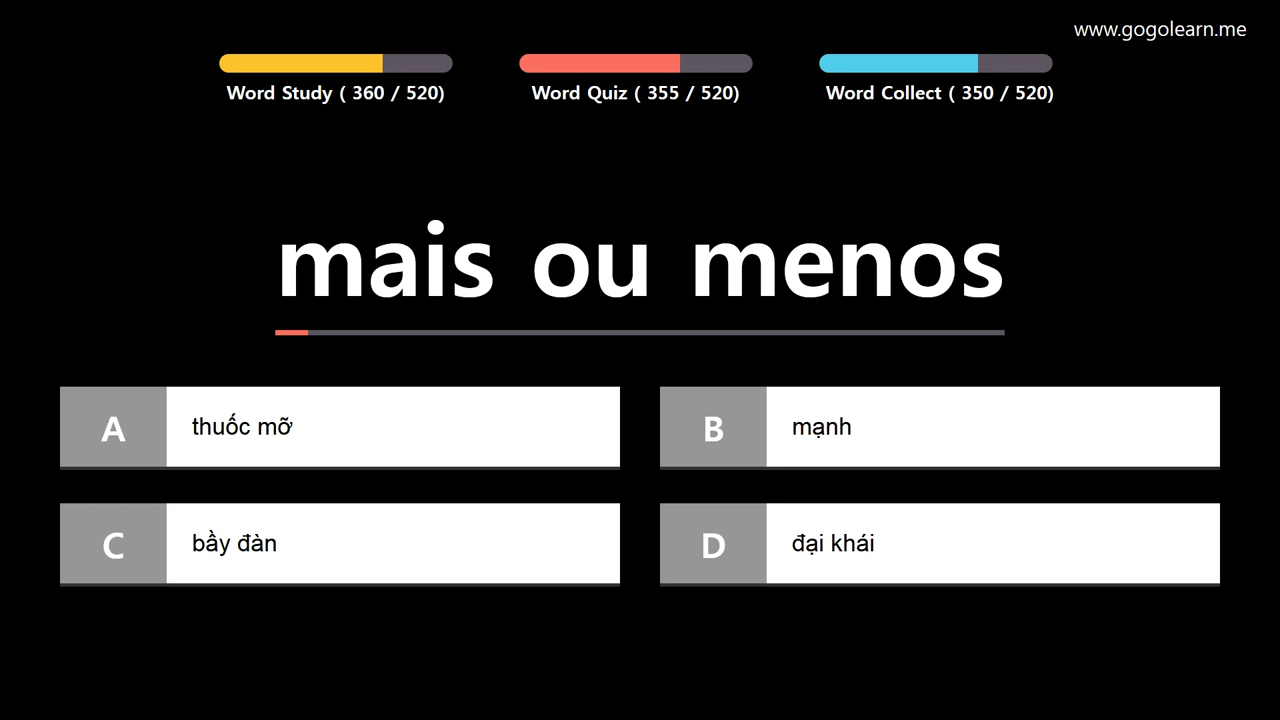 www.gogolearn.me
Word Study ( 360 / 520)
Word Quiz ( 355 / 520)
Word Collect ( 350 / 520)
mais ou menos
A
thuốc mỡ
B
mạnh
C
bầy đàn
D
đại khái